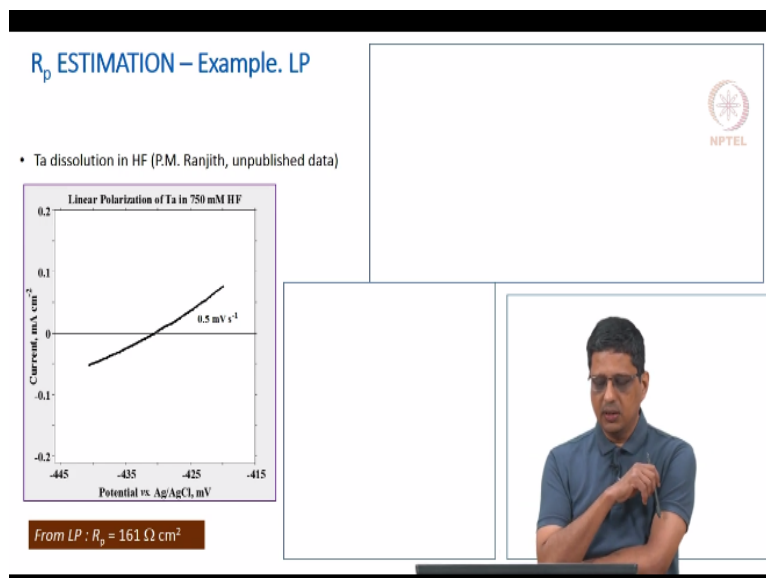 Rp ESTIMATION – Example. LP
NPTEL
• Ta dissolution in HF (P.M. Ranjith, unpublished data)
Linear Polarization of Ta in 750 mM HF
0.2
0.1
0
-0.1
-0.2
Current, mA cm-2
0.5 mV s-1
-445
-435
-425
-415
Potential vs. Ag/AgCl, mV
From LP : Rp = 161 Ω cm2